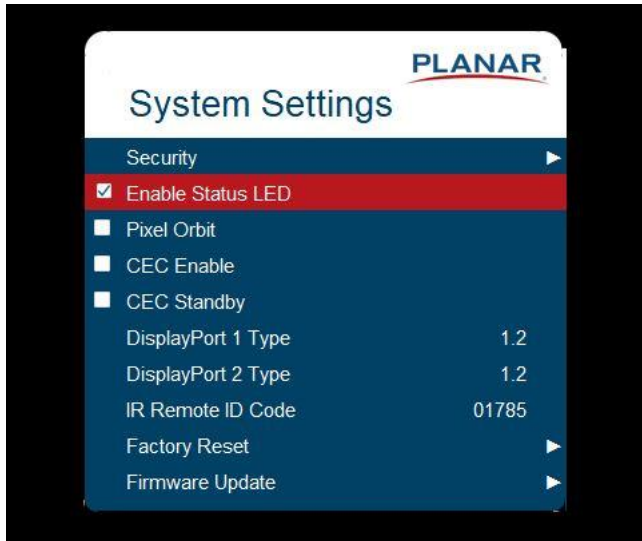 PLANAR
System Settings
Security
Enable Status LED
Pixel Orbit
CEC Enable
CEC Standby
DisplayPort 1 Type 1.2
DisplayPort 2 Type 1.2
IR Remote ID Code 01785
Factory Reset
Firmware Update